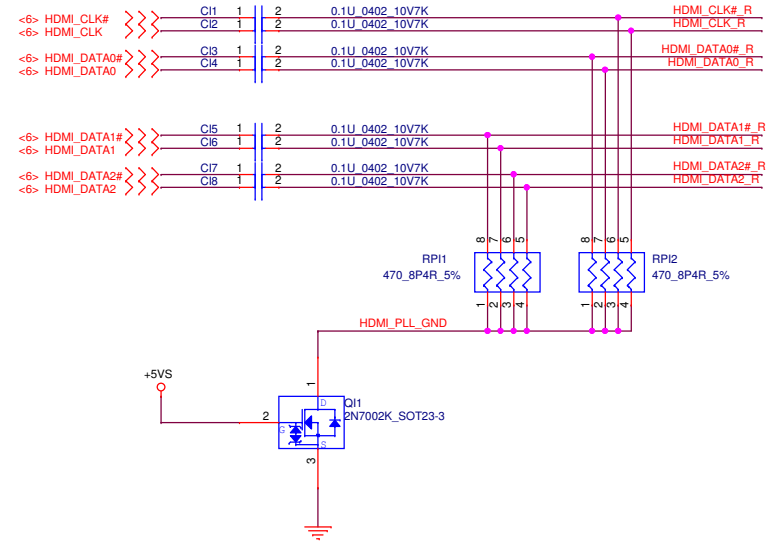 <6> HDMI_CLK# CI1 1 2 0.1U_0402_10V7K HDMI_CLK#_R
<6> HDMI_CLK CI2 1 2 0.1U_0402_10V7K HDMI_CLK_R
<6> HDMI_DATA0# CI3 1 2 0.1U_0402_10V7K HDMI_DATA0#_R
<6> HDMI_DATA0 CI4 1 2 0.1U_0402_10V7K HDMI_DATA0_R
<6> HDMI_DATA1# CI5 1 2 0.1U_0402_10V7K HDMI_DATA1#_R
<6> HDMI_DATA1 CI6 1 2 0.1U_0402_10V7K HDMI_DATA1_R
<6> HDMI_DATA2# CI7 1 2 0.1U_0402_10V7K HDMI_DATA2#_R
<6> HDMI_DATA2 CI8 1 2 0.1U_0402_10V7K HDMI_DATA2_R
8 7 6 5 8 7 6 5
RPI1 RPI2
470_8P4R_5% 470_8P4R_5%
1 2 3 4 1 2 3 4
HDMI_PLL_GND
+5VS
1
D QI1
2 2N7002K_SOT23-3
G
S
3